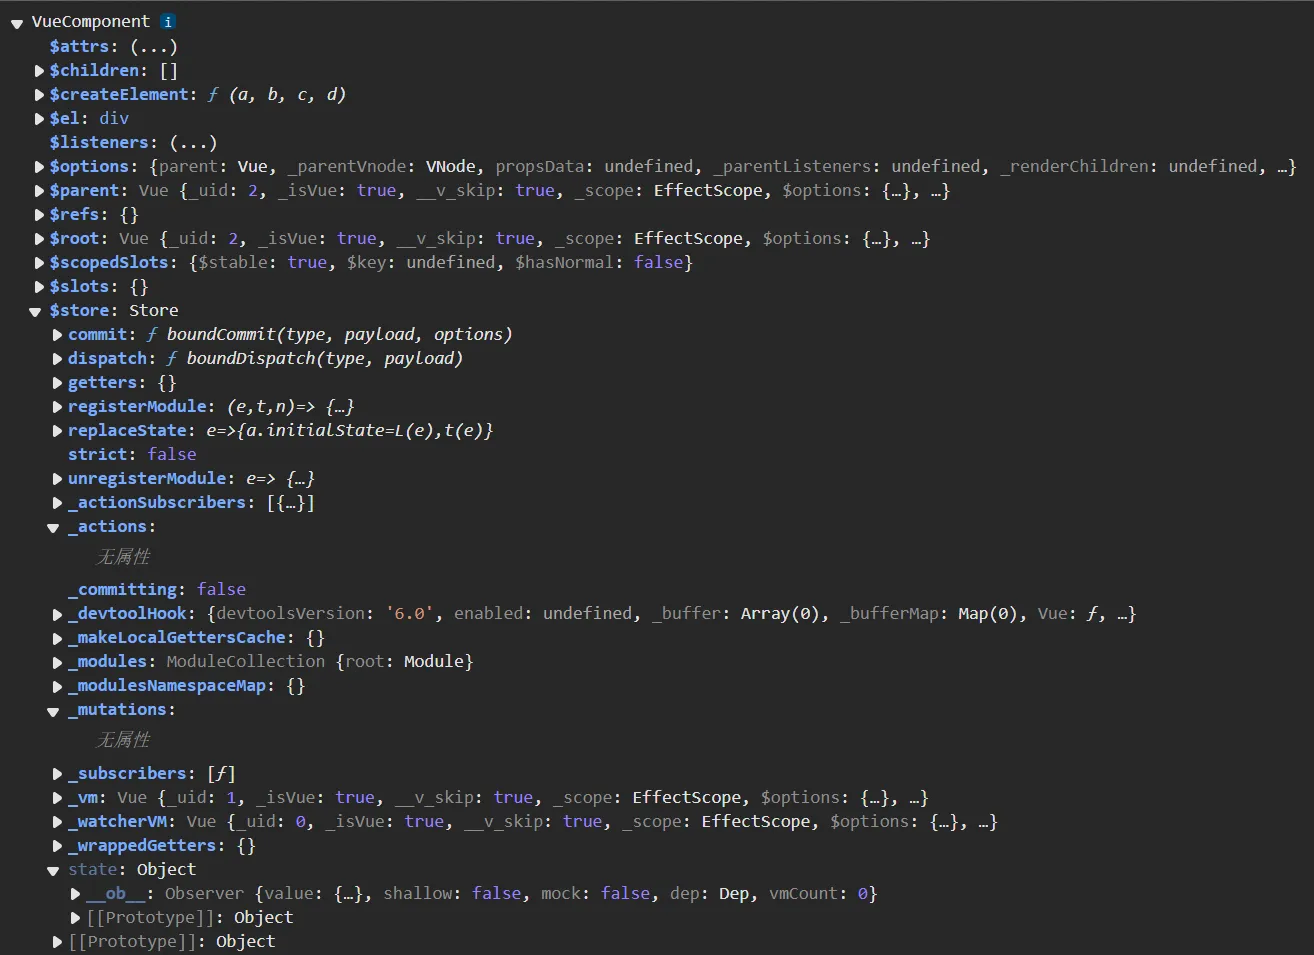 VueComponent i
$attrs: (...)
$children: []
$createElement: ƒ (a, b, c, d)
$el: div
$listeners: (...)
$options: {parent: Vue, _parentVnode: VNode, propsData: undefined, _parentListeners: undefined, _renderChildren: undefined, …}
$parent: Vue {_uid: 2, _isVue: true, __v_skip: true, _scope: EffectScope, $options: {…}, …}
$refs: {}
$root: Vue {_uid: 2, _isVue: true, __v_skip: true, _scope: EffectScope, $options: {…}, …}
$scopedSlots: {$stable: true, $key: undefined, $hasNormal: false}
$slots: {}
$store: Store
commit: ƒ boundCommit(type, payload, options)
dispatch: ƒ boundDispatch(type, payload)
getters: {}
registerModule: (e,t,n)=> {…}
replaceState: e=>{a.initialState=L(e),t(e)}
strict: false
unregisterModule: e=> {…}
_actionSubscribers: [{…}]
_actions:
无属性
_committing: false
_devtoolHook: {devtoolsVersion: '6.0', enabled: undefined, _buffer: Array(0), _bufferMap: Map(0), Vue: ƒ, …}
_makeLocalGettersCache: {}
_modules: ModuleCollection {root: Module}
_modulesNamespaceMap: {}
_mutations:
无属性
_subscribers: [ƒ]
_vm: Vue {_uid: 1, _isVue: true, __v_skip: true, _scope: EffectScope, $options: {…}, …}
_watcherVM: Vue {_uid: 0, _isVue: true, __v_skip: true, _scope: EffectScope, $options: {…}, …}
_wrappedGetters: {}
state: Object
__ob__: Observer {value: {…}, shallow: false, mock: false, dep: Dep, vmCount: 0}
[[Prototype]]: Object
[[Prototype]]: Object